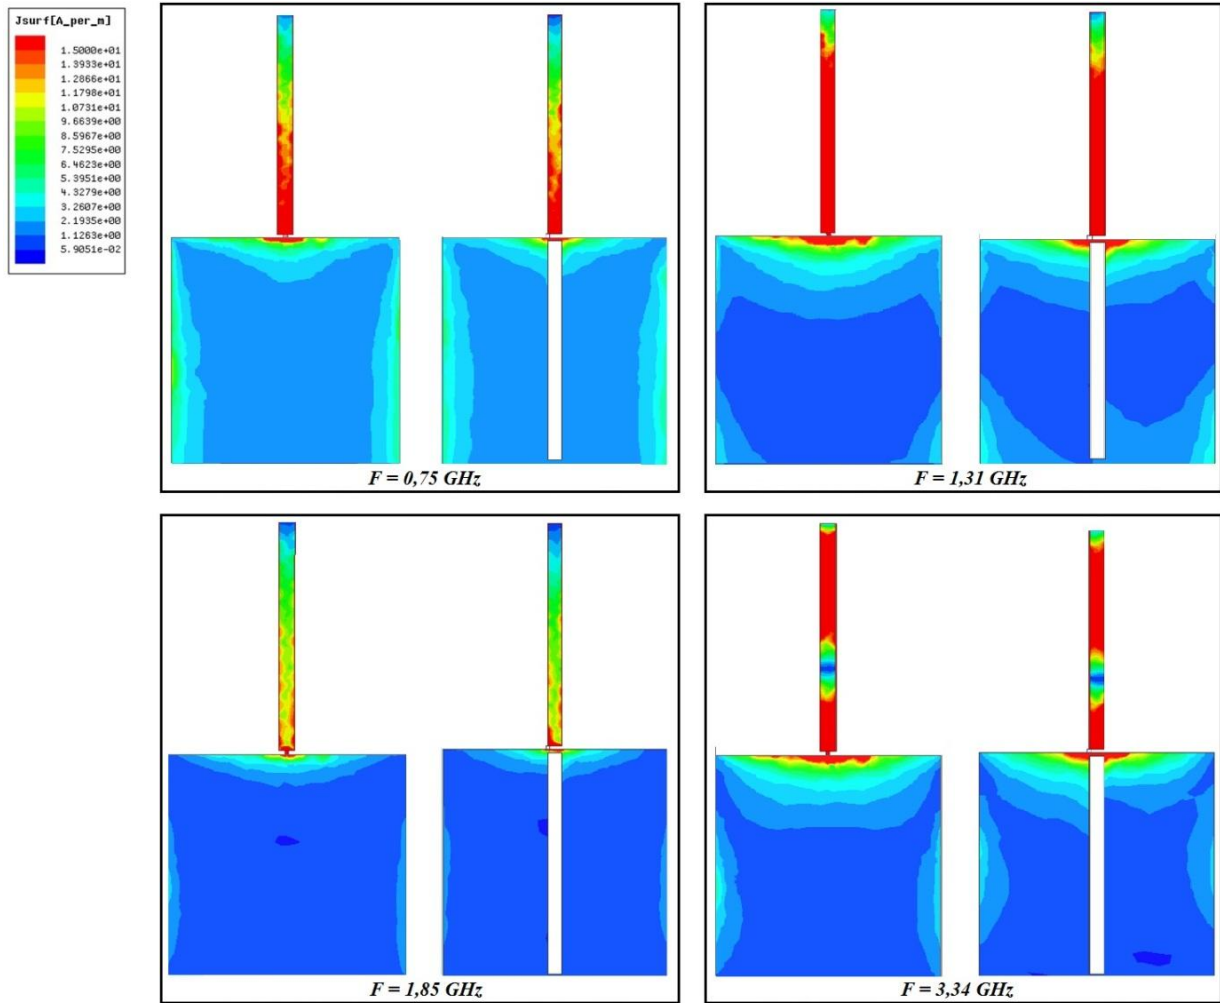 Jsurf[A_per_m]
1.5000e+01
1.3933e+01
1.2866e+01
1.1798e+01
1.0731e+01
9.6639e+00
8.5967e+00
7.5295e+00
6.4623e+00
5.3951e+00
4.3279e+00
3.2607e+00
2.1935e+00
1.1263e+00
5.9051e-02
F = 0,75 GHz
F = 1,31 GHz
F = 1,85 GHz
F = 3,34 GHz